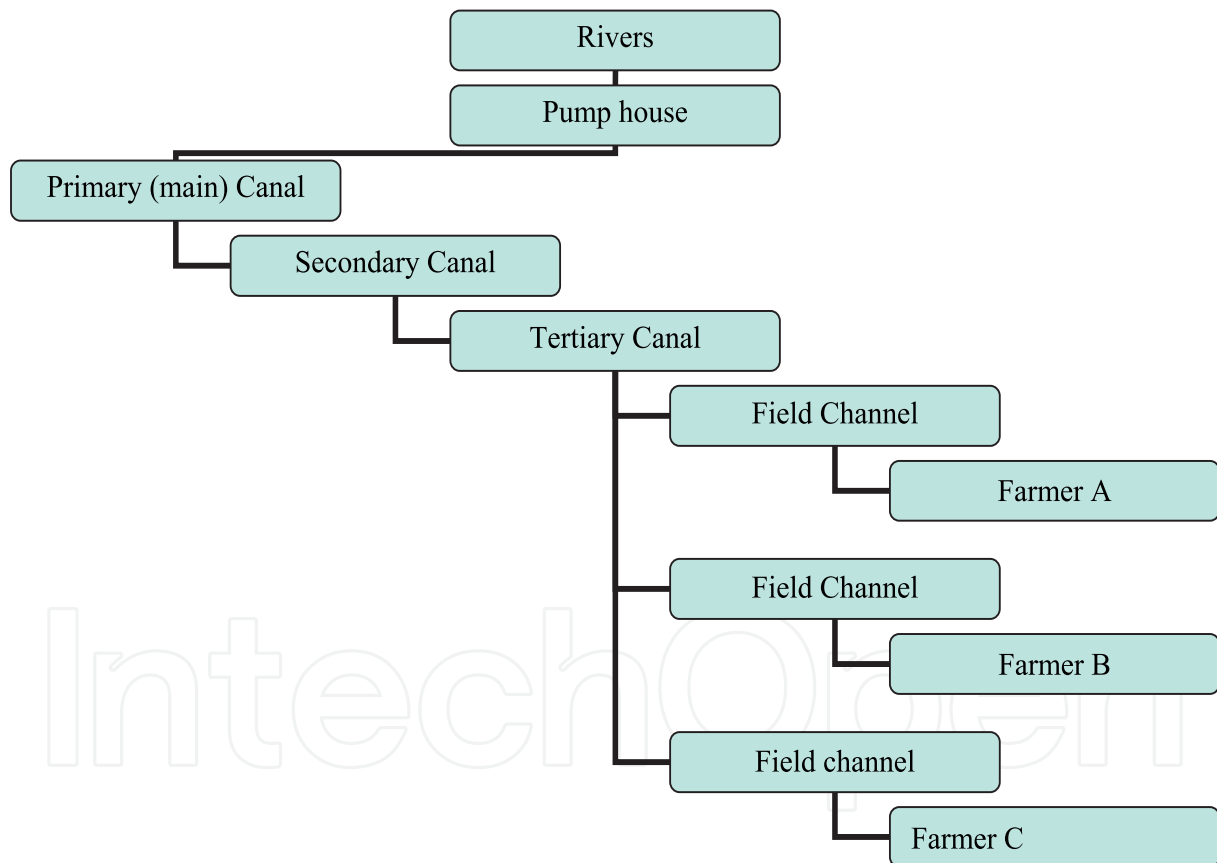 Rivers
Pump house
Primary (main) Canal
Secondary Canal
Tertiary Canal
Field Channel
Farmer A
Field Channel
Farmer B
IntechOpen
Field channel
Farmer C